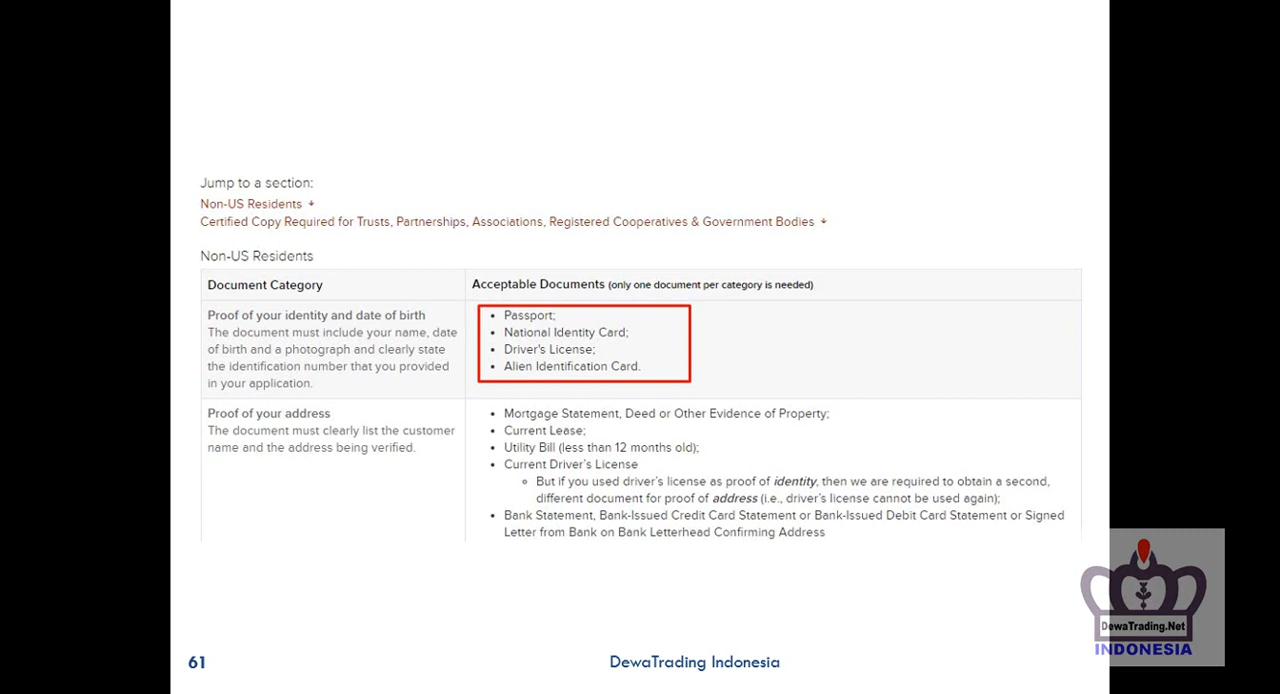 Jump to a section:
Non-US Residents ↓
Certified Copy Required for Trusts, Partnerships, Associations, Registered Cooperatives & Government Bodies ↓
Non-US Residents
Document Category
Acceptable Documents (only one document per category is needed)
Proof of your identity and date of birth
The document must include your name, date
of birth and a photograph and clearly state
the identification number that you provided
in your application.
• Passport;
• National Identity Card;
• Driver's License;
• Alien Identification Card.
Proof of your address
The document must clearly list the customer
name and the address being verified.
• Mortgage Statement, Deed or Other Evidence of Property;
• Current Lease;
• Utility Bill (less than 12 months old);
• Current Driver's License
◦ But if you used driver's license as proof of identity, then we are required to obtain a second,
different document for proof of address (i.e., driver's license cannot be used again);
• Bank Statement, Bank-Issued Credit Card Statement or Bank-Issued Debit Card Statement or Signed
Letter from Bank on Bank Letterhead Confirming Address
DewaTrading.Net
INDONESIA
61
DewaTrading Indonesia